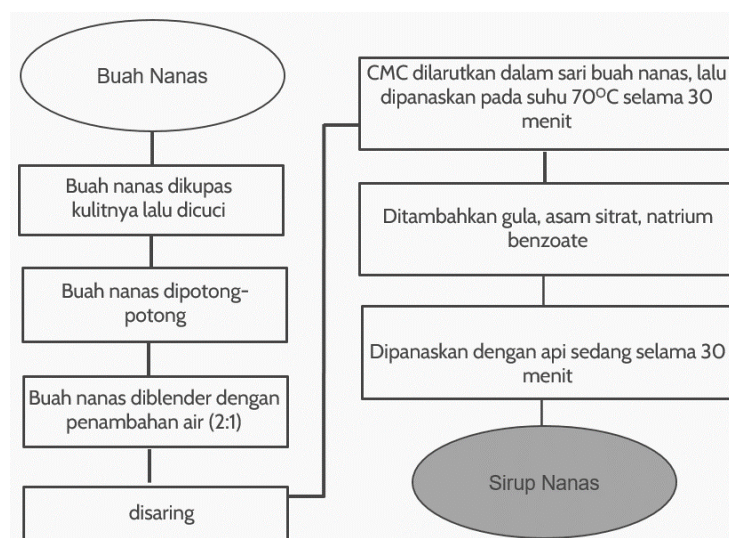 Buah Nanas
Buah nanas dikupas
kulitnya lalu dicuci
Buah nanas dipotong-
potong
Buah nanas diblender dengan
penambahan air (2:1)
disaring
CMC dilarutkan dalam sari buah nanas, lalu
dipanaskan pada suhu 70⁰C selama 30
menit
Ditambahkan gula, asam sitrat, natrium
benzoate
Dipanaskan dengan api sedang selama 30
menit
Sirup Nanas